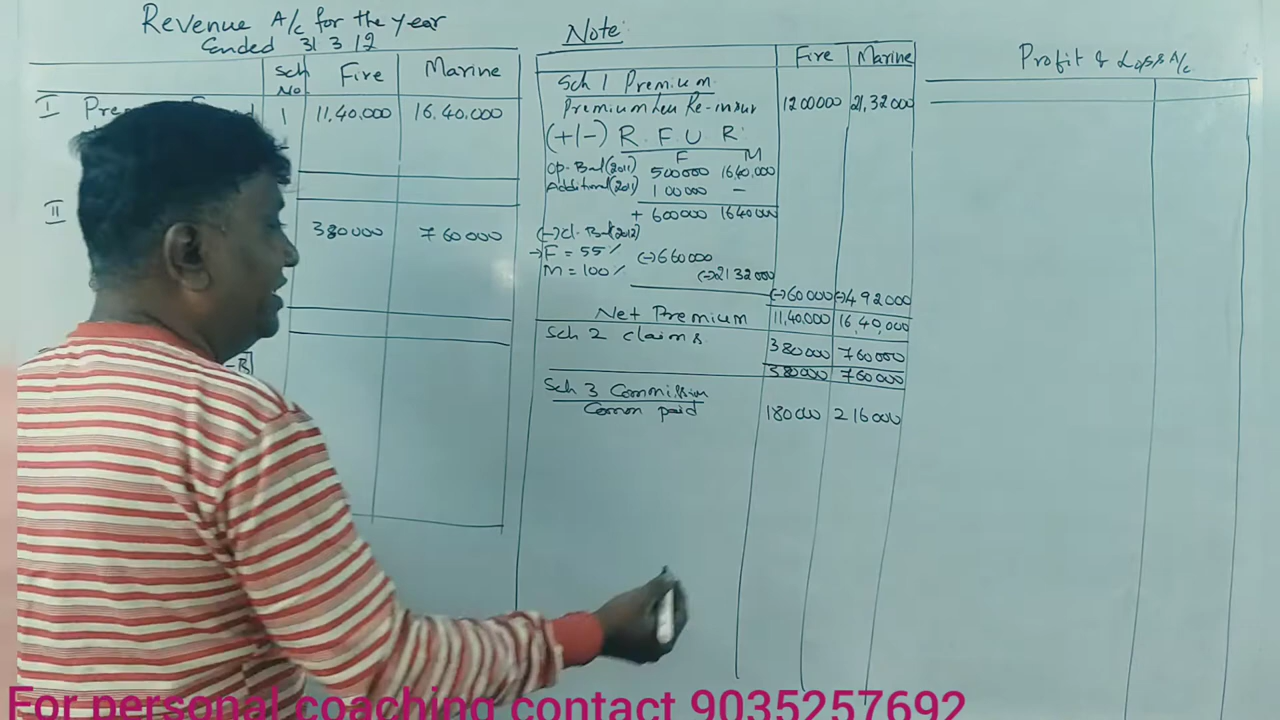 Revenue A/c for the year
Ended 31 3 12
Sch No. Fire Marine
I 1 11,40,000 16,40,000
II 380000 760000
Note:
Fire Marine
Sch 1 Premium
Premium Less Re-insur 1200000 21,32000
(+/-) R. F. U R.
F M
Op. Bal (2011) 500000 1640,000
Additional (2011) 100000 -
+ 600000 1640000
(-) Cl. Bal (2012)
→ F = 55% (-) 660000
M = 100% (-) 2132000
(-) 60000 (-) 492000
Net Premium 11,40,000 16,40,000
Sch 2 claims 380000 760000
380000 760000
Sch 3 Commission
Comm paid 180000 216000
Profit & Loss A/c
For personal coaching contact 9035257692